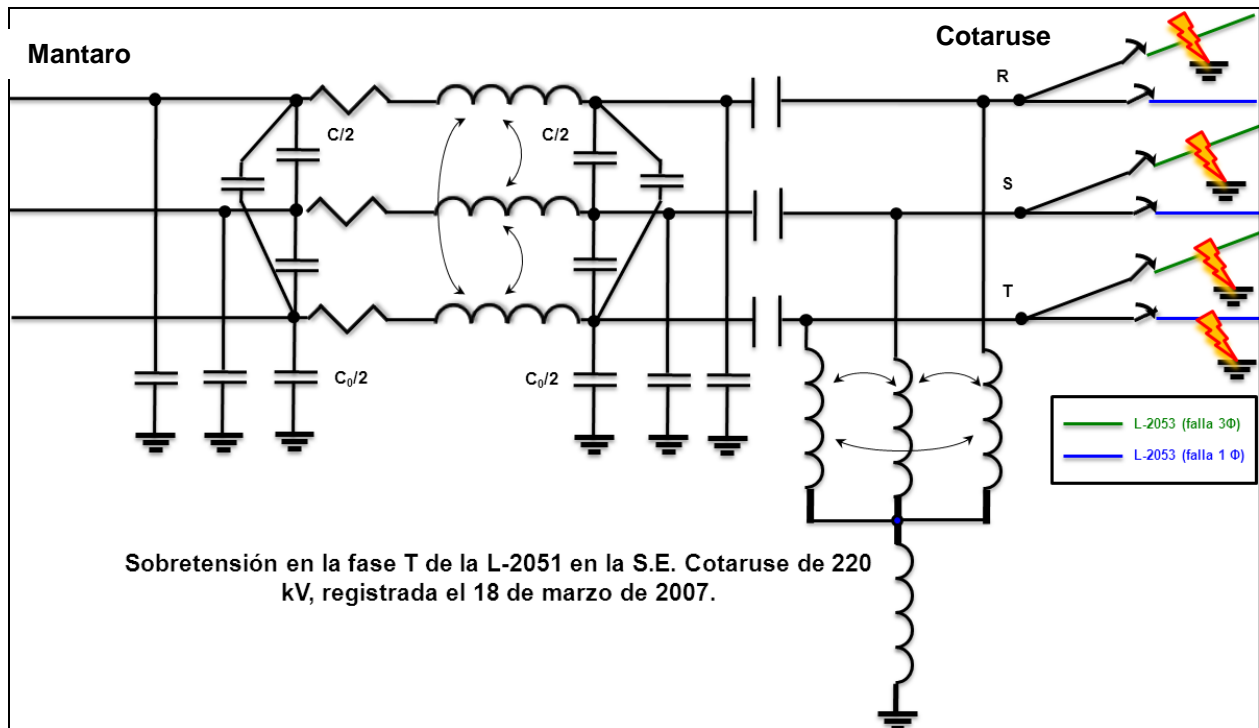 Mantaro
Cotaruse
R
C/2
C/2
S
T
C₀/2
C₀/2
L-2053 (falla 3Φ)
L-2053 (falla 1 Φ)
Sobretensión en la fase T de la L-2051 en la S.E. Cotaruse de 220
kV, registrada el 18 de marzo de 2007.